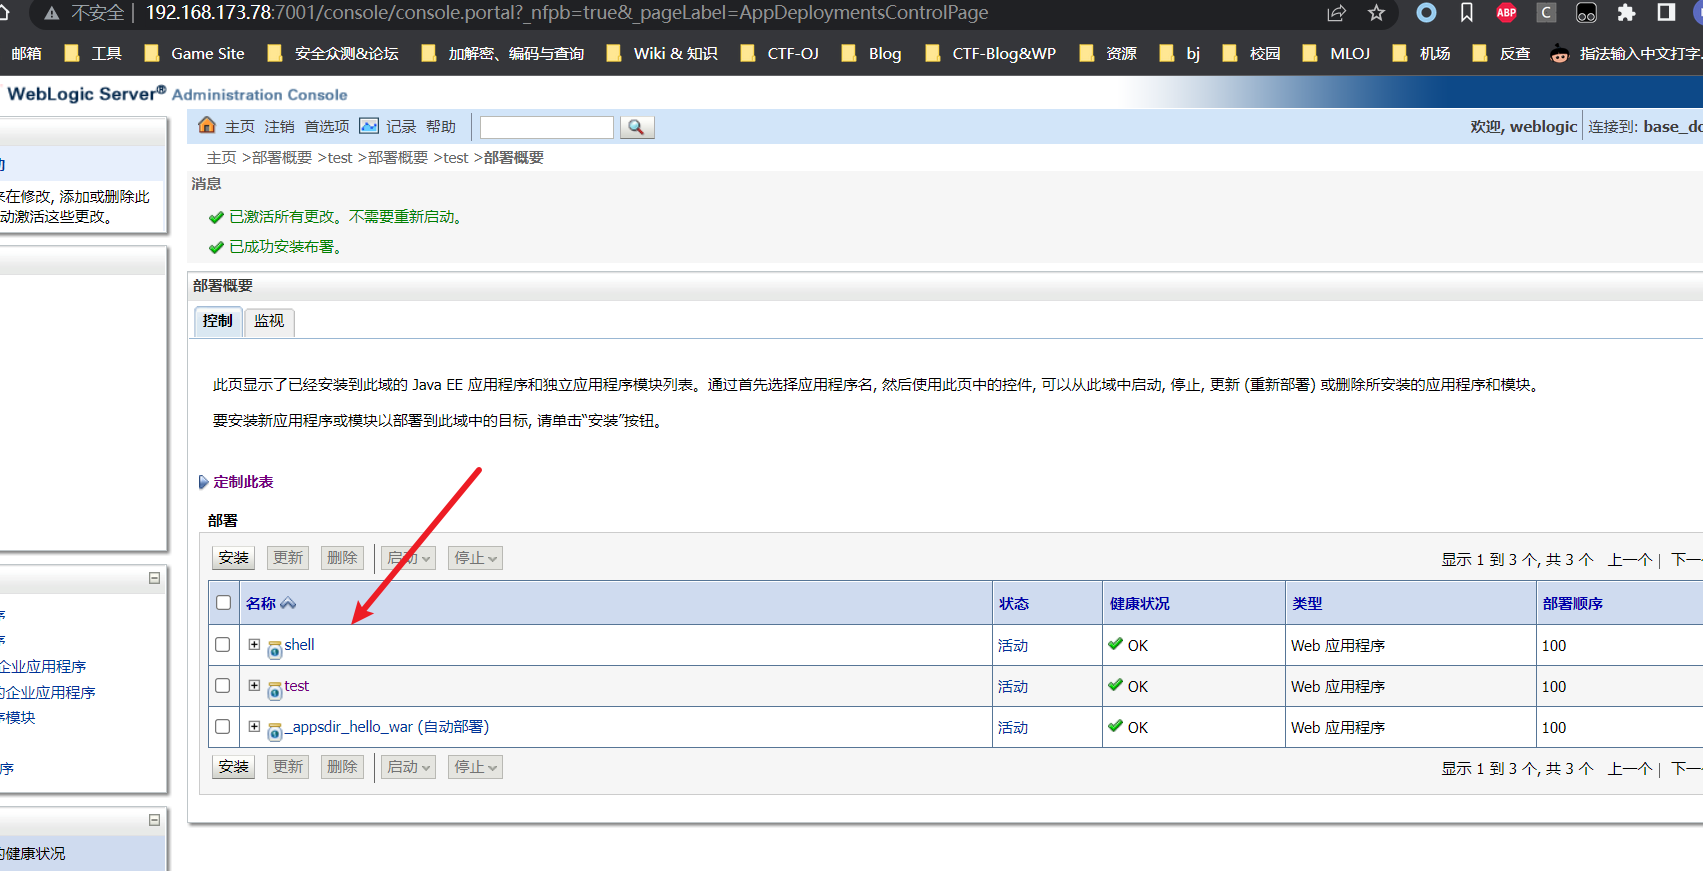 不安全 192.168.173.78:7001/console/console.portal?_nfpb=true&_pageLabel=AppDeploymentsControlPage
邮箱 工具 Game Site 安全众测&论坛 加解密、编码与查询 Wiki & 知识 CTF-OJ Blog CTF-Blog&WP 资源 bj 校园 MLOJ 机场 反查 指法输入中文打字
WebLogic Server® Administration Console
主页 注销 首选项 记录 帮助
欢迎, weblogic 连接到: base_do
主页 >部署概要 >test >部署概要 >test >部署概要
消息
已激活所有更改。不需要重新启动。
已成功安装布署。
来在修改, 添加或删除此
动激活这些更改。
部署概要
控制 监视
此页显示了已经安装到此域的 Java EE 应用程序和独立应用程序模块列表。通过首先选择应用程序名, 然后使用此页中的控件, 可以从此域中启动, 停止, 更新 (重新部署) 或删除所安装的应用程序和模块。
要安装新应用程序或模块以部署到此域中的目标, 请单击“安装”按钮。
定制此表
部署
安装 更新 删除 启动 停止
显示 1 到 3 个, 共 3 个 上一个 | 下一
名称 状态 健康状况 类型 部署顺序
shell 活动 OK Web 应用程序 100
test 活动 OK Web 应用程序 100
_appsdir_hello_war (自动部署) 活动 OK Web 应用程序 100
安装 更新 删除 启动 停止
显示 1 到 3 个, 共 3 个 上一个 | 下一
序
序
企业应用程序
的企业应用程序
序模块
序
的健康状况